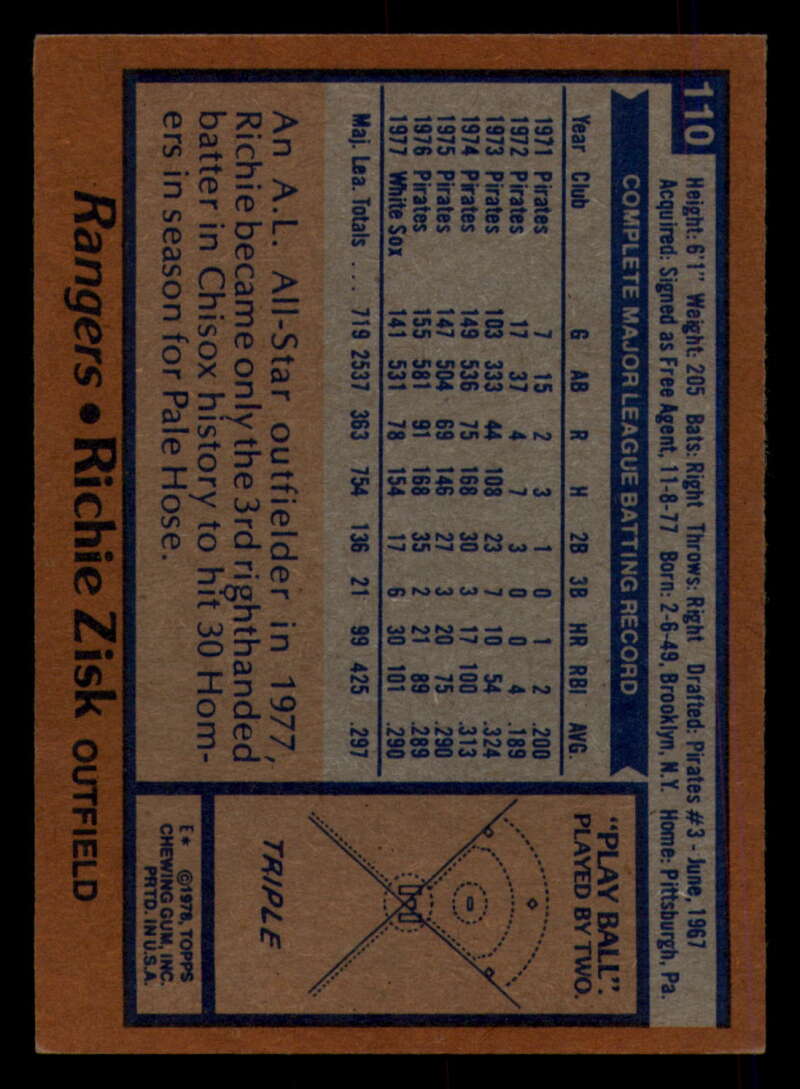 110
Height: 6'1" Weight: 205 Bats: Right Throws: Right Drafted: Pirates #3 - June, 1967
Acquired: Signed as Free Agent, 11-8-77 Born: 2-6-49, Brooklyn, N.Y. Home: Pittsburgh, Pa.
COMPLETE MAJOR LEAGUE BATTING RECORD
Year Club G AB R H 2B 3B HR RBI AVG.
1971 Pirates 7 15 2 3 1 0 1 2 .200
1972 Pirates 17 37 4 7 3 0 0 4 .189
1973 Pirates 103 333 44 108 23 7 10 54 .324
1974 Pirates 149 536 75 168 30 3 17 100 .313
1975 Pirates 147 504 69 146 27 3 20 75 .290
1976 Pirates 155 581 91 168 35 2 21 89 .289
1977 White Sox 141 531 78 154 17 6 30 101 .290
Maj. Lea. Totals .... 719 2537 363 754 136 21 99 425 .297
An A.L. All-Star outfielder in 1977,
Richie became only the 3rd righthanded
batter in Chisox history to hit 30 Hom-
ers in season for Pale Hose.
"PLAY BALL".
PLAYED BY TWO.
TRIPLE
E* ©1978, TOPPS
CHEWING GUM, INC.
PRTD. IN U.S.A.
Rangers • Richie Zisk OUTFIELD